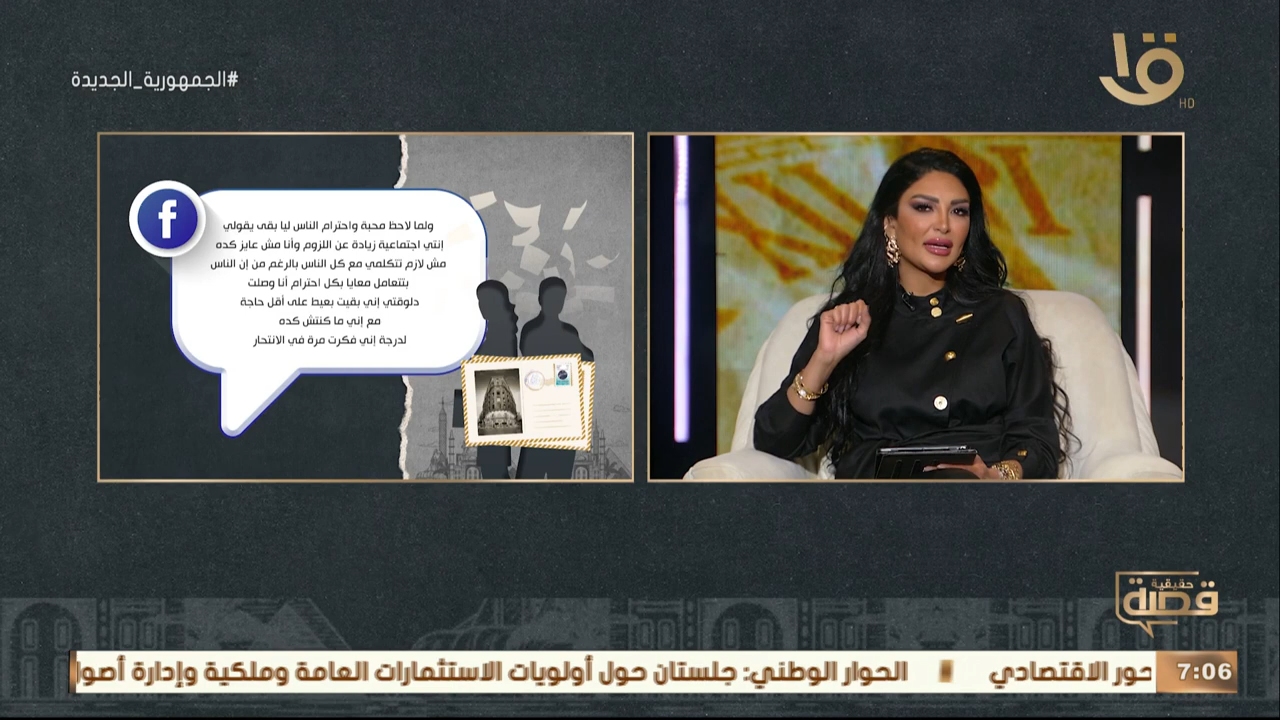 #الجمهورية_الجديدة
HD
f
ولما لاحظ محبة واحترام الناس ليا بقى يقولي
إنتي اجتماعية زيادة عن اللزوم وأنا مش عايز كده
مش لازم تتكلمي مع كل الناس بالرغم من إن الناس
بتتعامل معايا بكل احترام أنا وصلت
دلوقتي إني بقيت بعيط على أقل حاجة
مع إني ما كنتش كده
لدرجة إني فكرت مرة في الانتحار
قصة
حقيقية
7:06
حور الاقتصادي
الحوار الوطني: جلستان حول أولويات الاستثمارات العامة وملكية وإدارة أصوا